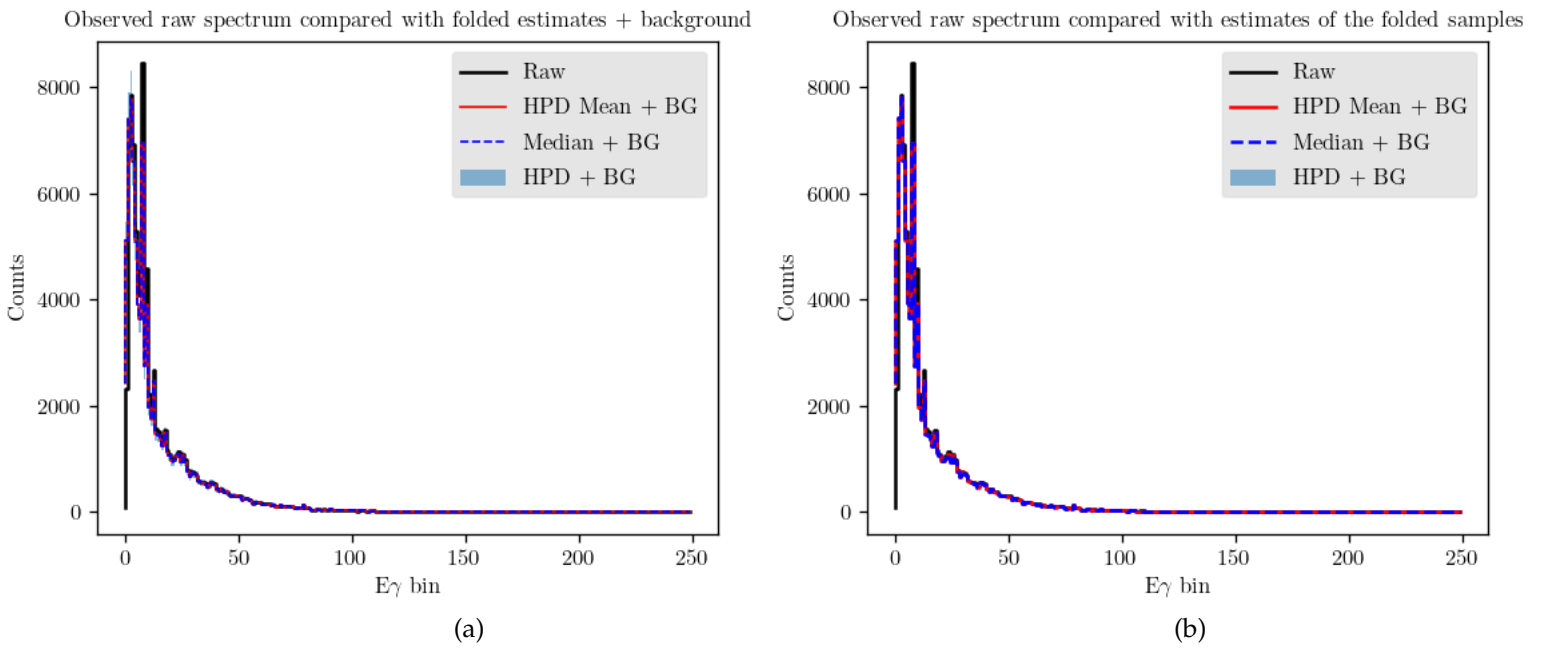 Observed raw spectrum compared with folded estimates + background
Raw
HPD Mean + BG
Median + BG
HPD + BG
8000
6000
4000
2000
0
Counts
0 50 100 150 200 250
Eγ bin
(a)
Observed raw spectrum compared with estimates of the folded samples
Raw
HPD Mean + BG
Median + BG
HPD + BG
8000
6000
4000
2000
0
Counts
0 50 100 150 200 250
Eγ bin
(b)